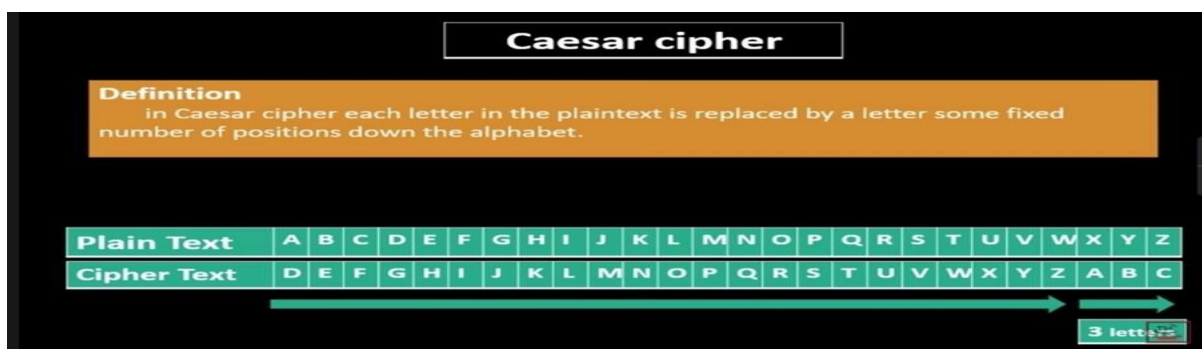 Caesar cipher
Definition
in Caesar cipher each letter in the plaintext is replaced by a letter some fixed
number of positions down the alphabet.
Plain Text A B C D E F G H I J K L M N O P Q R S T U V W X Y Z
Cipher Text D E F G H I J K L M N O P Q R S T U V W X Y Z A B C
3 letters